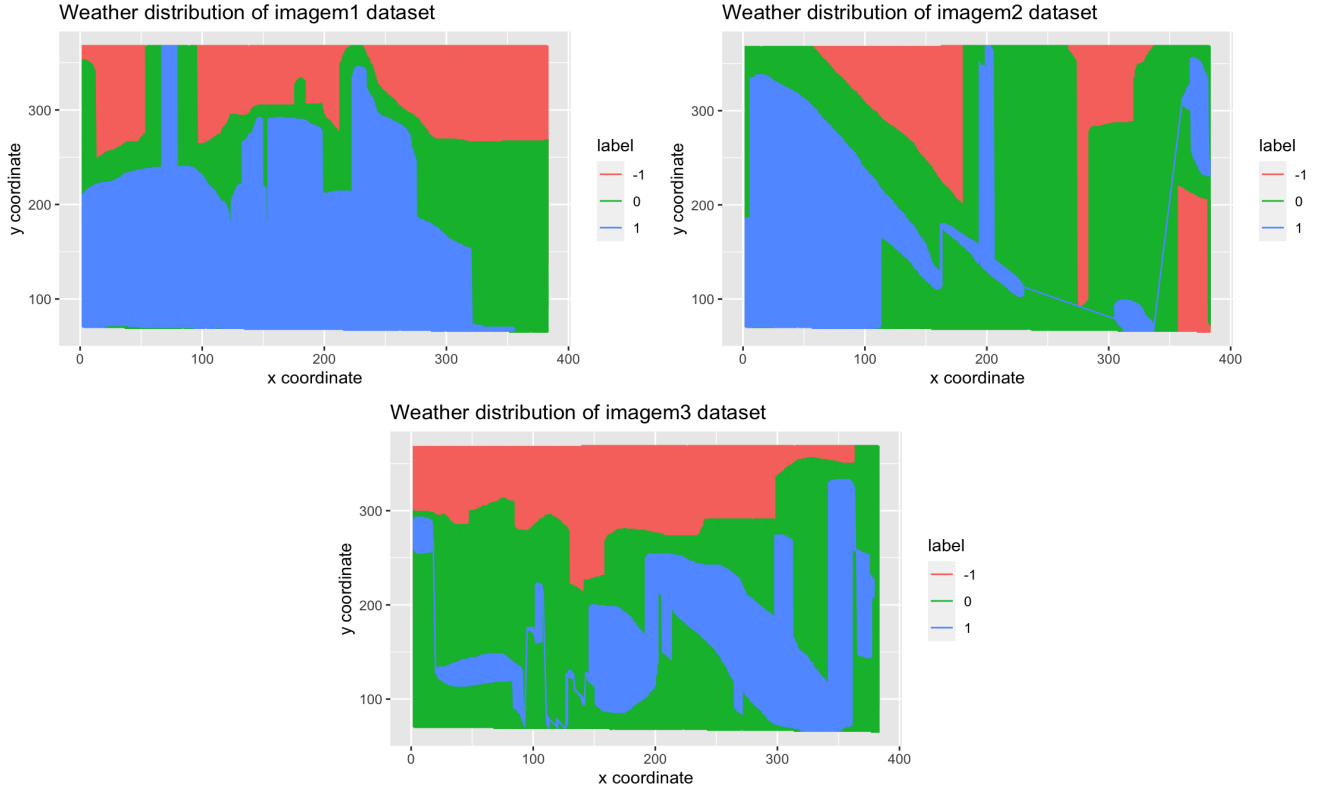 Weather distribution of imagem1 dataset
y coordinate
300
200
100
0 100 200 300 400
x coordinate
label
-1
0
1
Weather distribution of imagem2 dataset
y coordinate
300
200
100
0 100 200 300 400
x coordinate
label
-1
0
1
Weather distribution of imagem3 dataset
y coordinate
300
200
100
0 100 200 300 400
x coordinate
label
-1
0
1